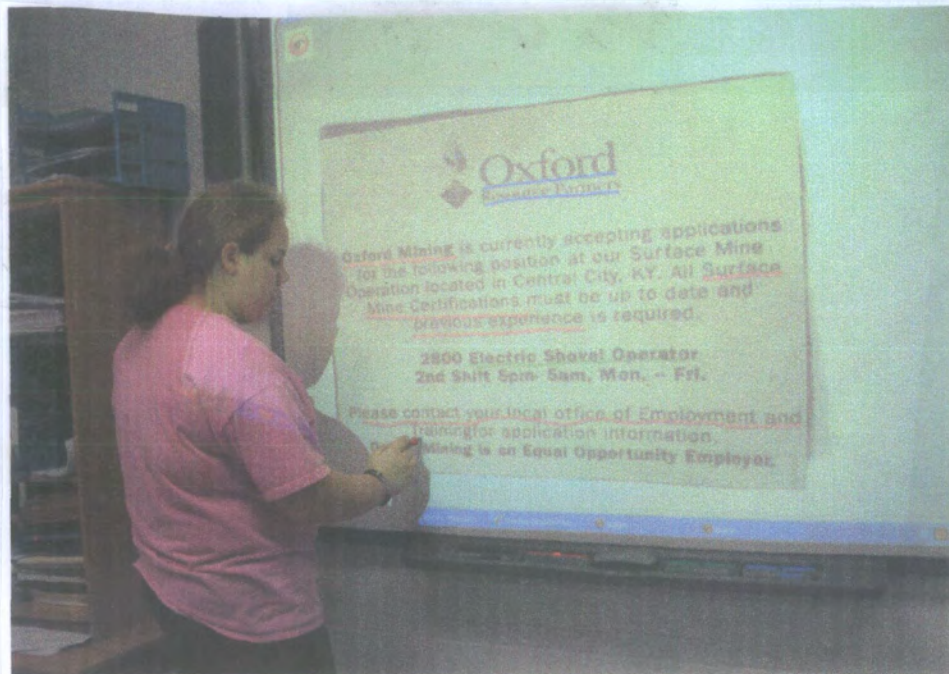 Oxford
Resource Partners
Oxford Mining is currently accepting applications
for the following position at our Surface Mine
Operation located in Central City, KY. All Surface
Mine Certifications must be up to date and
previous experience is required.
2800 Electric Shovel Operator
2nd Shift 5pm- 5am, Mon. – Fri.
Please contact your local office of Employment and
Trainingfor application information.
Mining is an Equal Opportunity Employer.